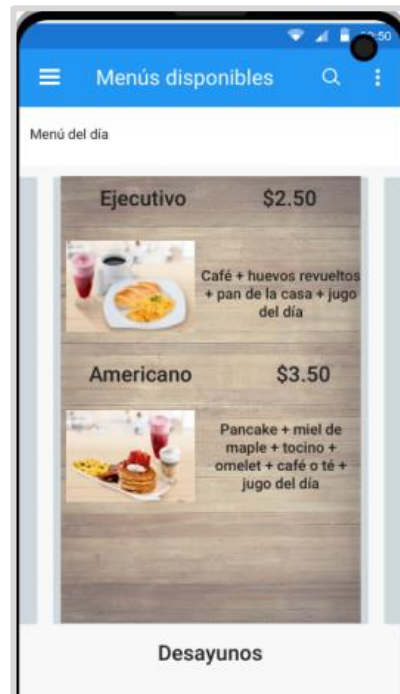 Menús disponibles
Menú del día
Ejecutivo $2.50
Café + huevos revueltos
+ pan de la casa + jugo
del día
Americano $3.50
Pancake + miel de
maple + tocino +
omelet + café o té +
jugo del día
Desayunos